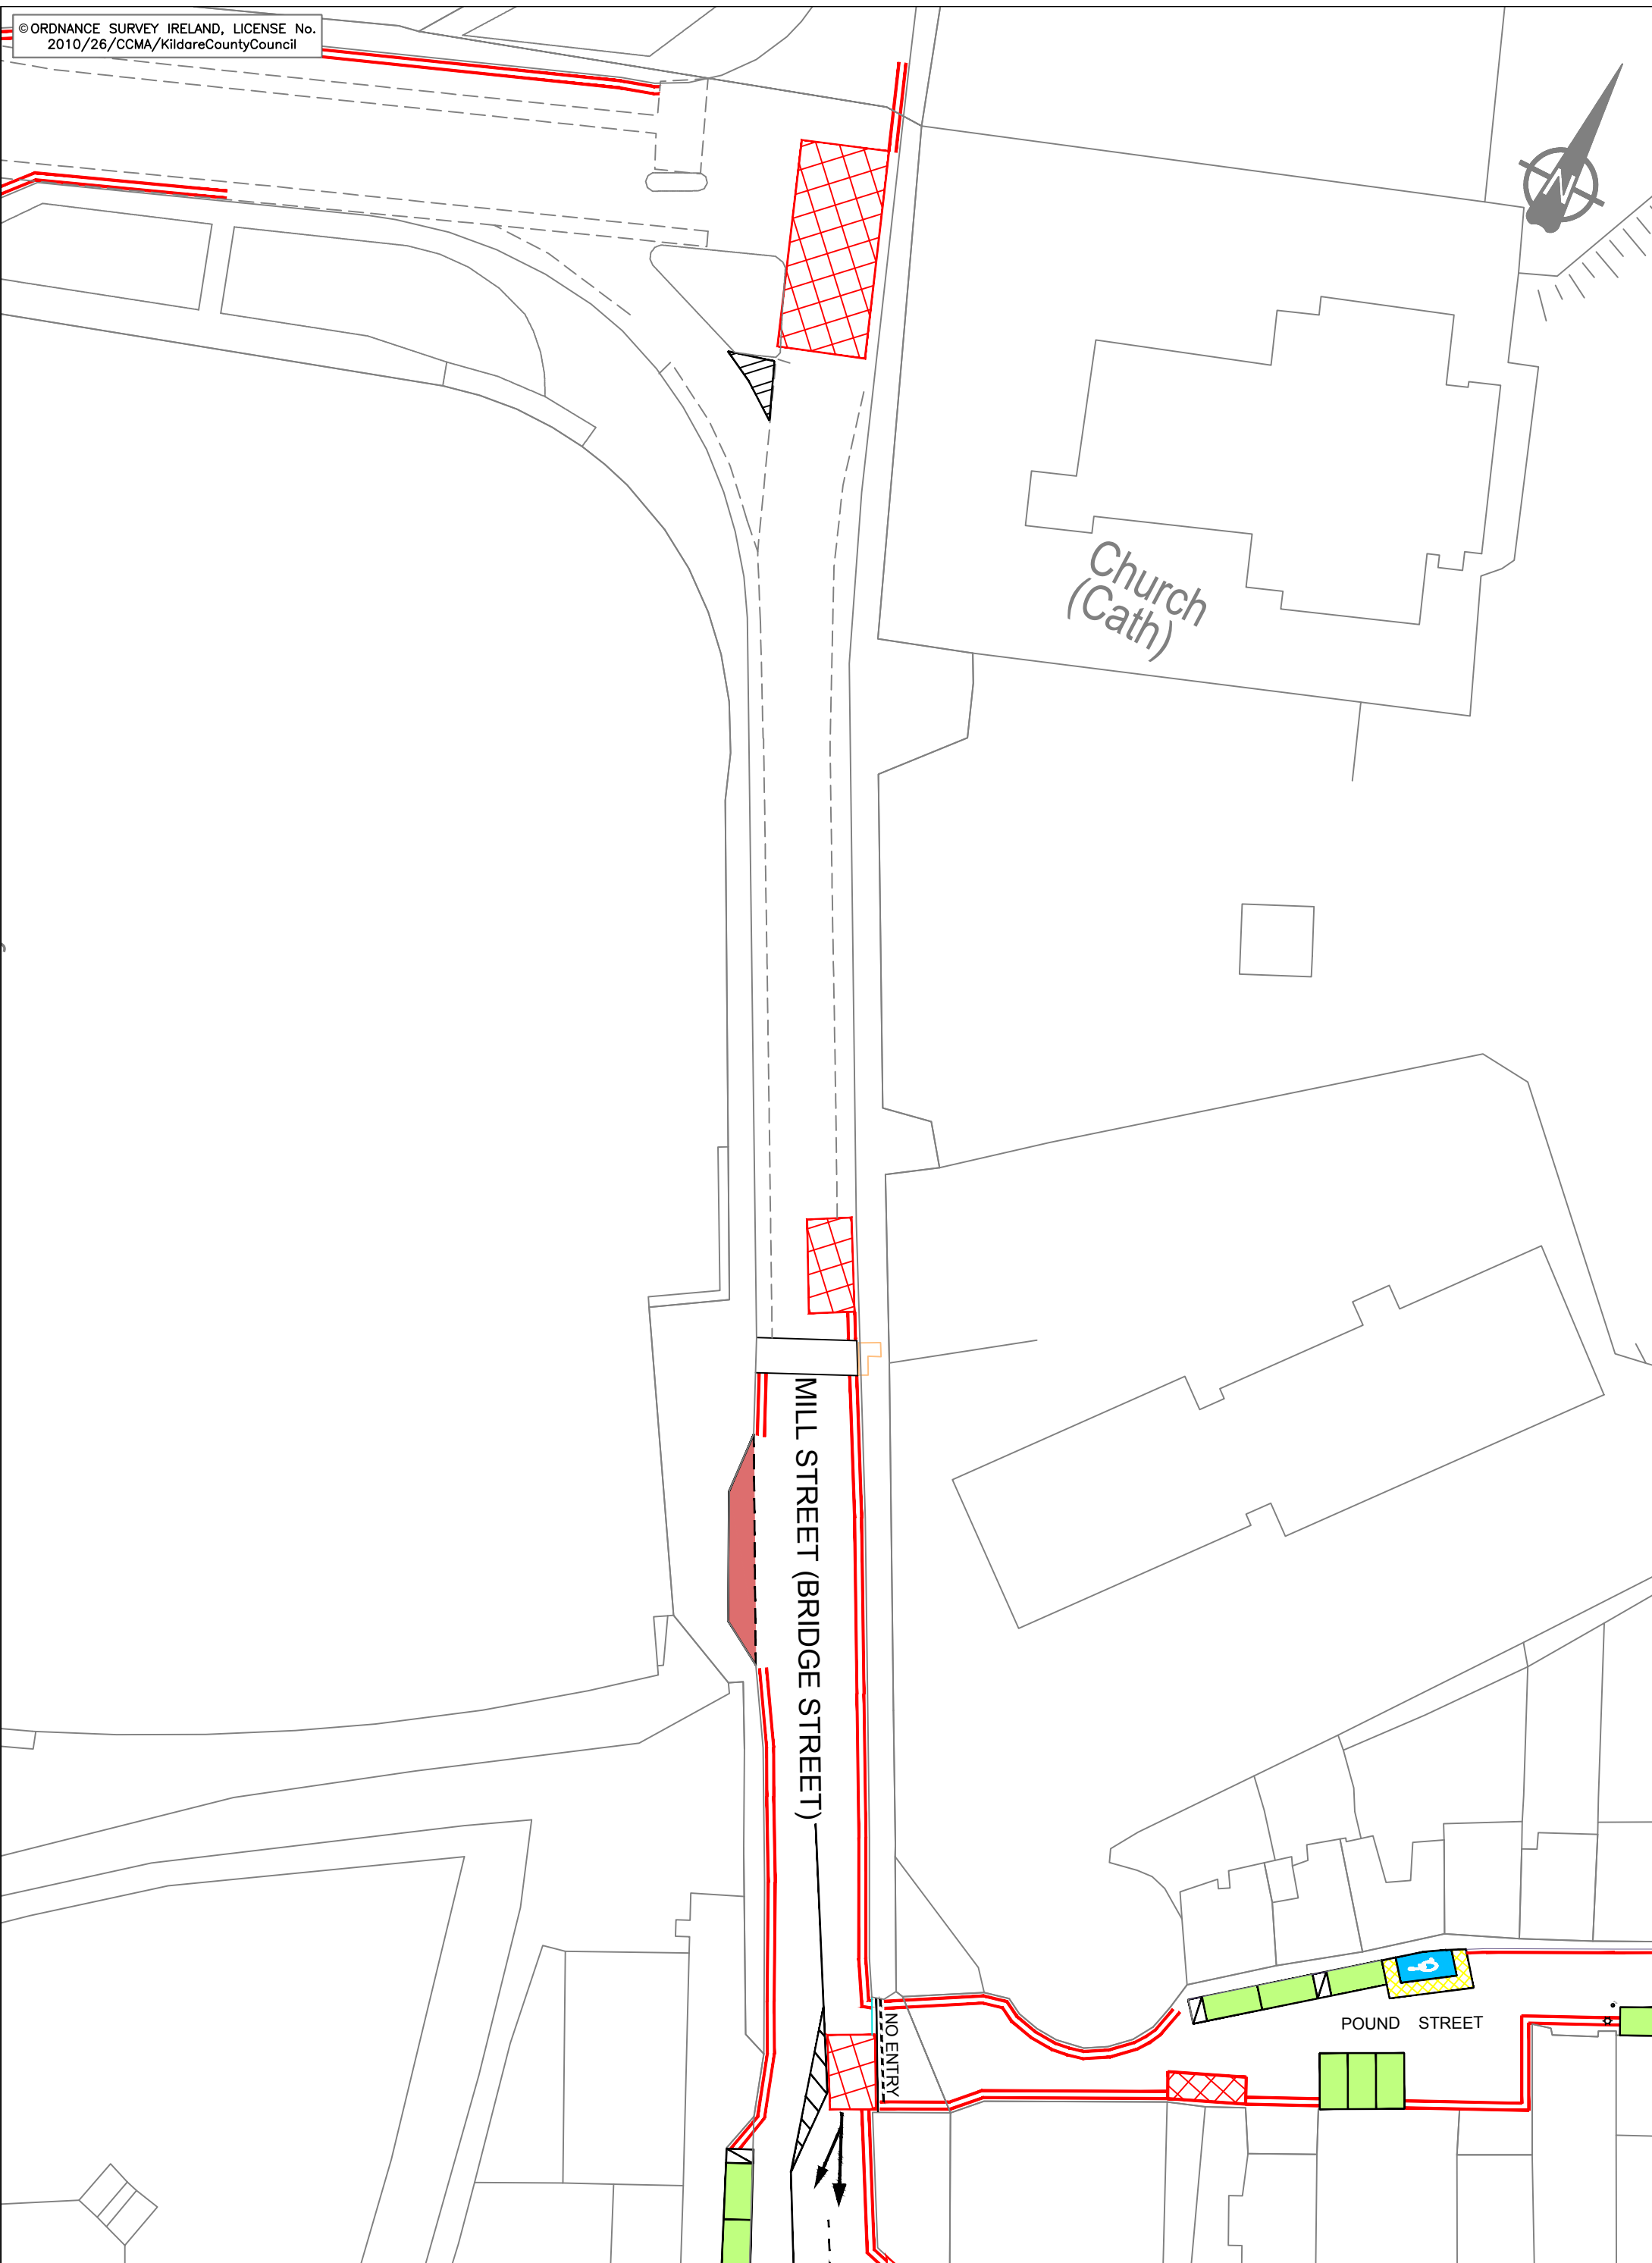 ©ORDNANCE SURVEY IRELAND, LICENSE No.
2010/26/CCMA/KildareCountyCouncil
N
Church
(Cath)
MILL STREET (BRIDGE STREET)
NO ENTRY
POUND STREET